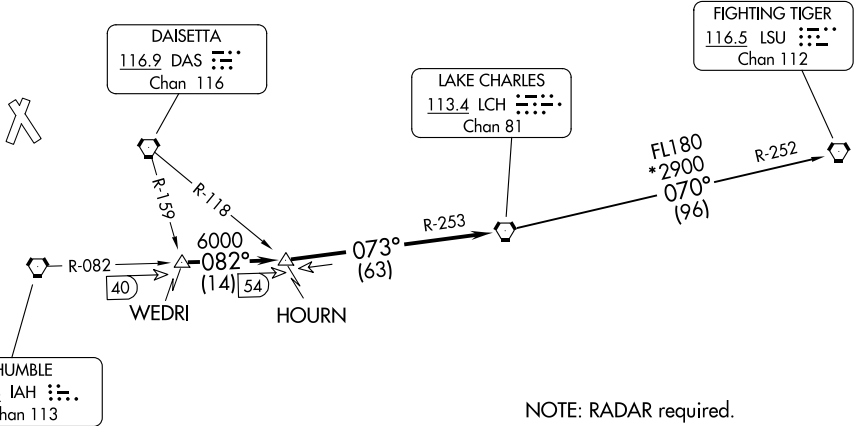 DAISETTA
116.9 DAS
Chan 116
FIGHTING TIGER
116.5 LSU
Chan 112
LAKE CHARLES
113.4 LCH
Chan 81
FL180
*2900
070°
(96)
R-252
R-159
R-118
R-253
6000
082°
(14)
073°
(63)
R-082
40
54
WEDRI
HOURN
HUMBLE
IAH
Chan 113
NOTE: RADAR required.